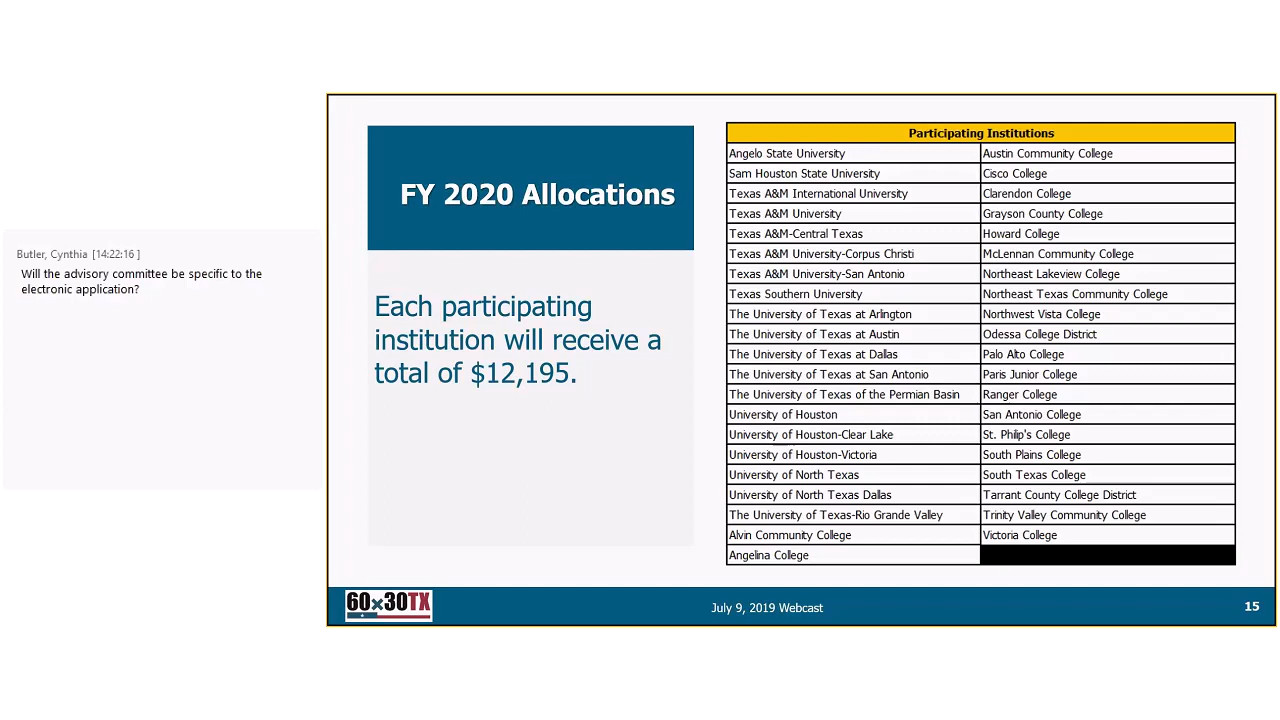 Butler, Cynthia [14:22:16 ]
Will the advisory committee be specific to the
electronic application?
FY 2020 Allocations
Each participating
institution will receive a
total of $12,195.
Participating Institutions
Angelo State University Austin Community College
Sam Houston State University Cisco College
Texas A&M International University Clarendon College
Texas A&M University Grayson County College
Texas A&M-Central Texas Howard College
Texas A&M University-Corpus Christi McLennan Community College
Texas A&M University-San Antonio Northeast Lakeview College
Texas Southern University Northeast Texas Community College
The University of Texas at Arlington Northwest Vista College
The University of Texas at Austin Odessa College District
The University of Texas at Dallas Palo Alto College
The University of Texas at San Antonio Paris Junior College
The University of Texas of the Permian Basin Ranger College
University of Houston San Antonio College
University of Houston-Clear Lake St. Philip's College
University of Houston-Victoria South Plains College
University of North Texas South Texas College
University of North Texas Dallas Tarrant County College District
The University of Texas-Rio Grande Valley Trinity Valley Community College
Alvin Community College Victoria College
Angelina College
60x30TX July 9, 2019 Webcast 15